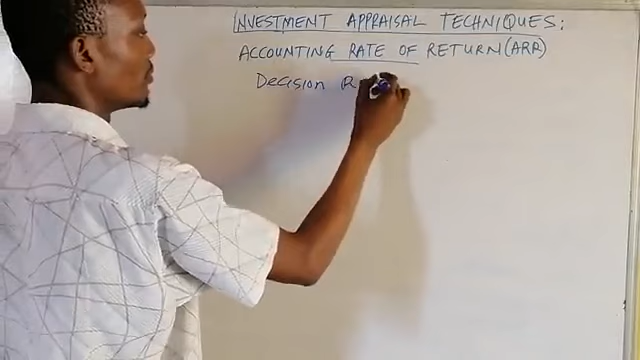 INVESTMENT APPRAISAL TECHNIQUES:
ACCOUNTING RATE OF RETURN (ARR)
Decision R